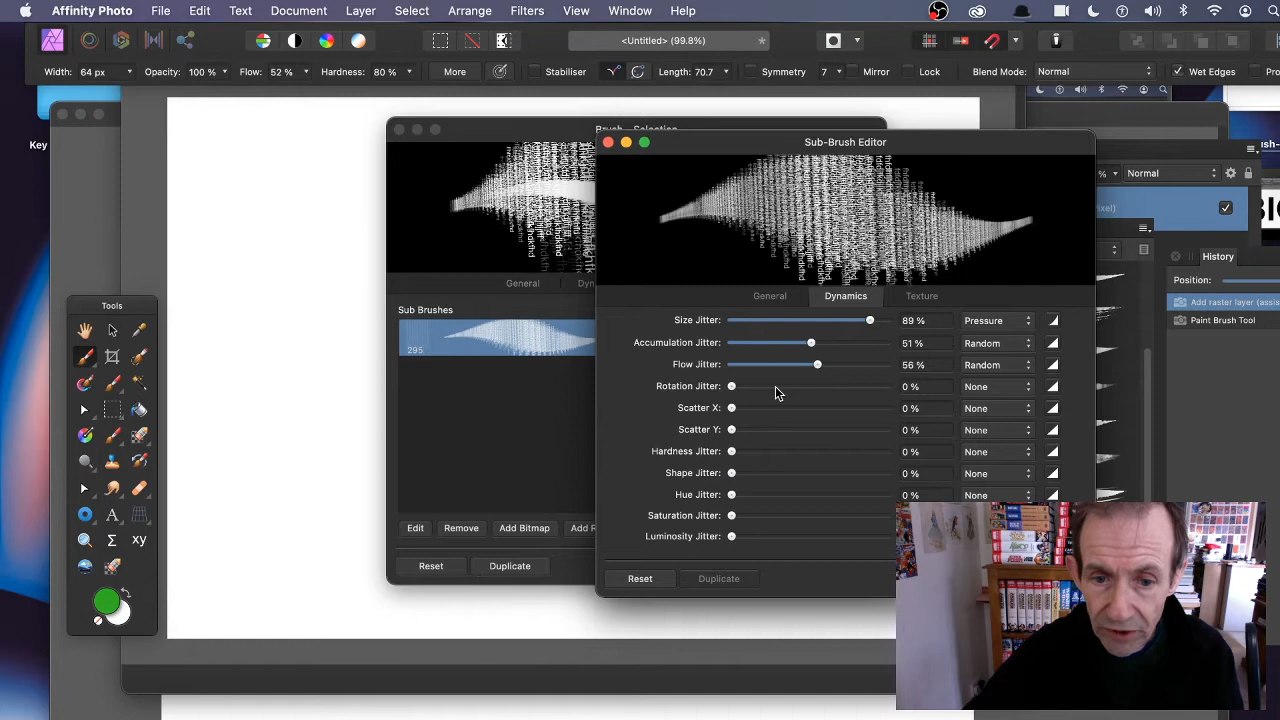 Affinity Photo File Edit Text Document Layer Select Arrange Filters View Window Help
<Untitled> (99.8%) *
Width: 64 px Opacity: 100 % Flow: 52 % Hardness: 80 % More Stabiliser Length: 70.7 Symmetry 7 Mirror Lock Blend Mode: Normal Wet Edges
Key
Sub-Brush Editor
% Normal
History
Position:
Add raster layer (assis
Paint Brush Tool
General
General Dynamics Texture
Sub Brushes
295
Edit Remove Add Bitmap
Reset Duplicate
Size Jitter: 89 % Pressure
Accumulation Jitter: 51 % Random
Flow Jitter: 56 % Random
Rotation Jitter: 0 % None
Scatter X: 0 % None
Scatter Y: 0 % None
Hardness Jitter: 0 % None
Shape Jitter: 0 % None
Hue Jitter: 0 % None
Saturation Jitter:
Luminosity Jitter:
Reset Duplicate
Tools
A
Σ xy